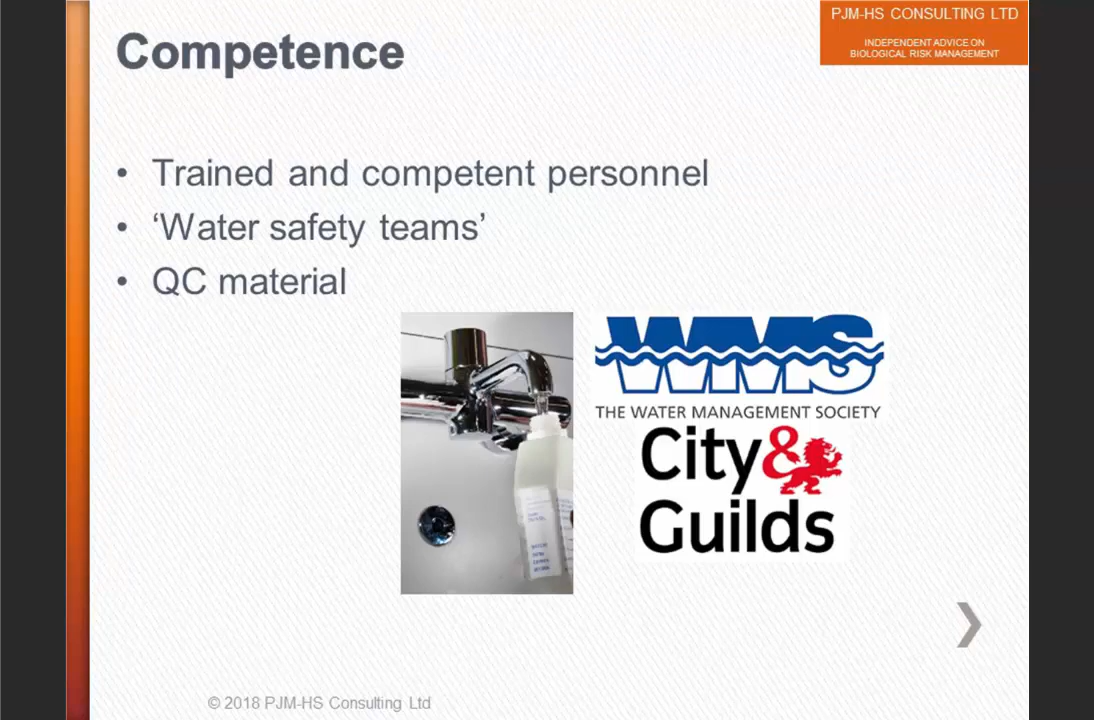 PJM-HS CONSULTING LTD
INDEPENDENT ADVICE ON
BIOLOGICAL RISK MANAGEMENT
Competence
• Trained and competent personnel
• ‘Water safety teams’
• QC material
WMS
THE WATER MANAGEMENT SOCIETY
City&
Guilds
© 2018 PJM-HS Consulting Ltd